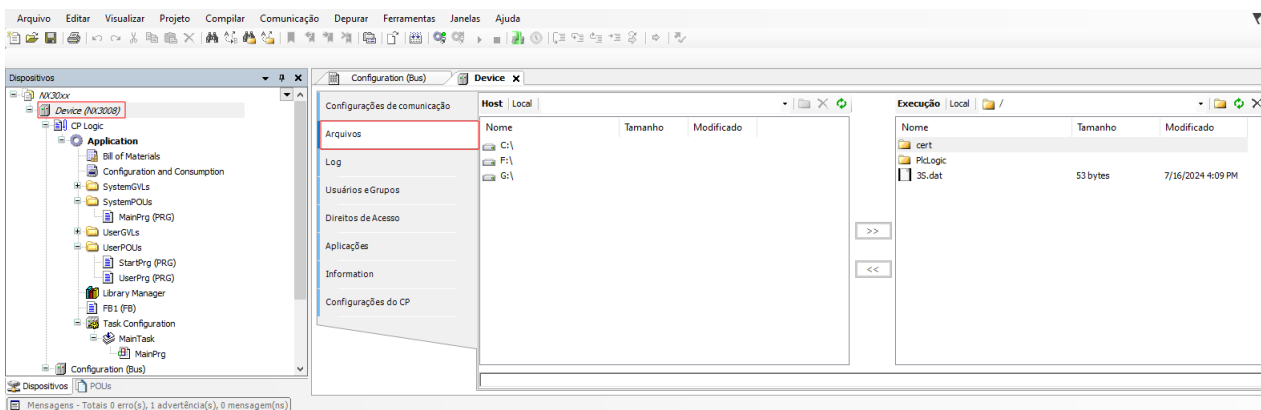 Arquivo Editar Visualizar Projeto Compilar Comunicação Depurar Ferramentas Janelas Ajuda
Dispositivos
NX30xx
Device (NX3008)
CP Logic
Application
Bill of Materials
Configuration and Consumption
SystemGVLs
SystemPOUs
MainPrg (PRG)
UserGVLs
UserPOUs
StartPrg (PRG)
UserPrg (PRG)
Library Manager
FB1 (FB)
Task Configuration
MainTask
MainPrg
Configuration (Bus)
Dispositivos POUs
Mensagens - Totais 0 erro(s), 1 advertência(s), 0 mensagem(ns)
Configuration (Bus) Device X
Configurações de comunicação
Arquivos
Log
Usuários e Grupos
Direitos de Acesso
Aplicações
Information
Configurações do CP
Host Local
Nome Tamanho Modificado
C:\
F:\
G:\
>>
<<
Execução Local /
Nome Tamanho Modificado
cert
PlcLogic
3S.dat 53 bytes 7/16/2024 4:09 PM